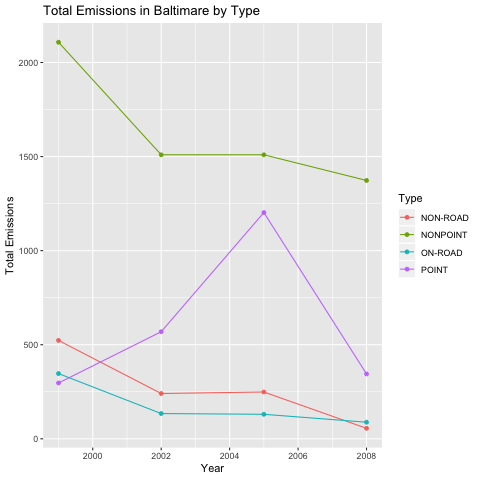 Total Emissions in Baltimare by Type
Total Emissions
2000
1500
1000
500
0
2000 2002 2004 2006 2008
Year
Type
NON-ROAD
NONPOINT
ON-ROAD
POINT